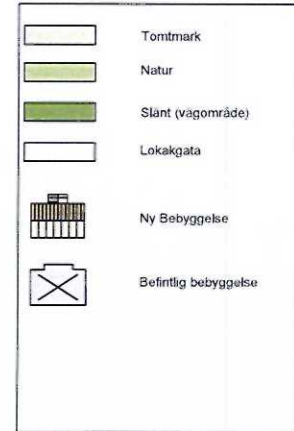 Tomtmark
Natur
Slänt (vägområde)
Lokakgata
Ny Bebyggelse
Befintlig bebyggelse